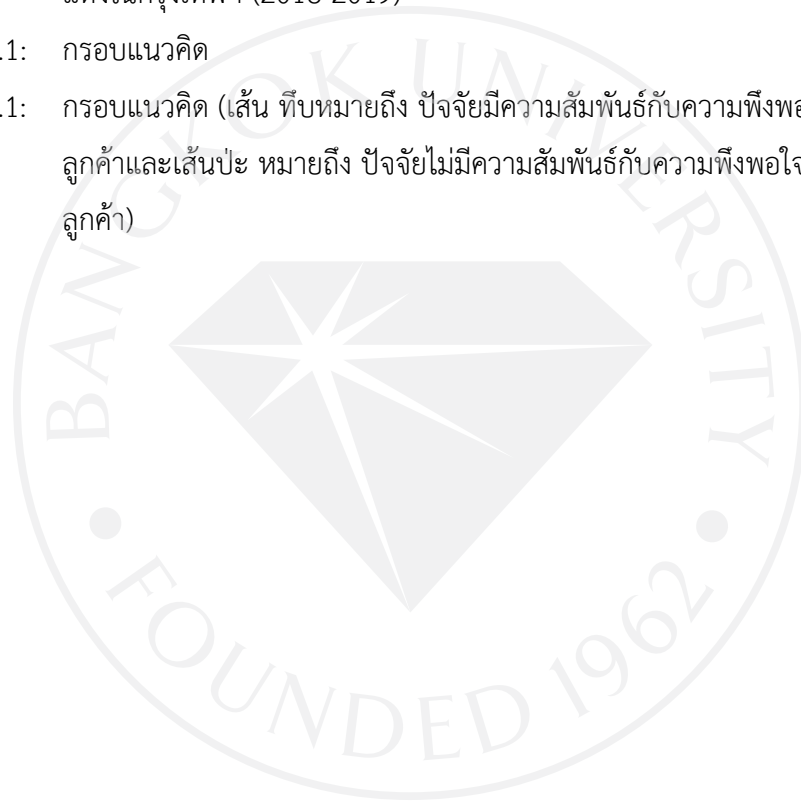 (2018-2019)
.1: กรอบแนวคิด
.1: กรอบแนวคิด (เส้น ทึบหมายถึง ปัจจัยมีความสัมพันธ์กับความพึงพอ
ลูกค้าและเส้นปะ หมายถึง ปัจจัยไม่มีความสัมพันธ์กับความพึงพอใจ
ลูกค้า)
BANGKOK UNIVERSITY
FOUNDED 1962